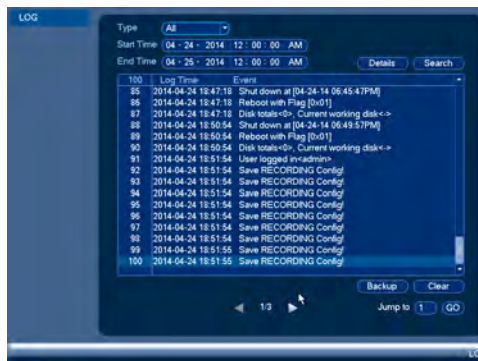 LOG
Type All
Start Time 04 - 24 - 2014 12 : 00 : 00 AM
End Time 04 - 25 - 2014 12 : 00 : 00 AM Details Search
100 Log Time Event
85 2014-04-24 18:47:18 Shut down at [04-24-14 06:45:47PM]
86 2014-04-24 18:47:18 Reboot with Flag [0x01]
87 2014-04-24 18:47:18 Disk totals<0>, Current working disk<->
88 2014-04-24 18:50:54 Shut down at [04-24-14 06:49:57PM]
89 2014-04-24 18:50:54 Reboot with Flag [0x01]
90 2014-04-24 18:50:54 Disk totals<0>, Current working disk<->
91 2014-04-24 18:51:54 User logged in<admin>
92 2014-04-24 18:51:54 Save RECORDING Config!
93 2014-04-24 18:51:54 Save RECORDING Config!
94 2014-04-24 18:51:54 Save RECORDING Config!
95 2014-04-24 18:51:54 Save RECORDING Config!
96 2014-04-24 18:51:54 Save RECORDING Config!
97 2014-04-24 18:51:54 Save RECORDING Config!
98 2014-04-24 18:51:54 Save RECORDING Config!
99 2014-04-24 18:51:55 Save RECORDING Config!
100 2014-04-24 18:51:55 Save RECORDING Config!
Backup Clear
1/3 Jump to 1 GO